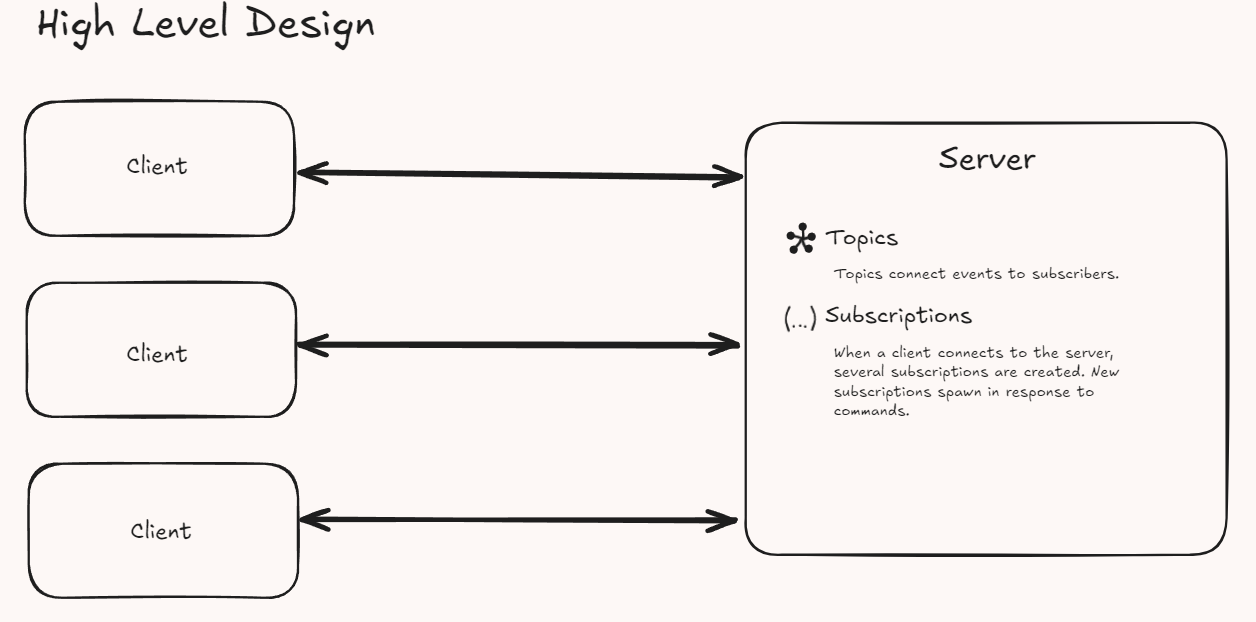 High Level Design
Client
Server
Topics
Topics connect events to subscribers.
(...) Subscriptions
When a client connects to the server,
several subscriptions are created. New
subscriptions spawn in response to
commands.
Client
Client